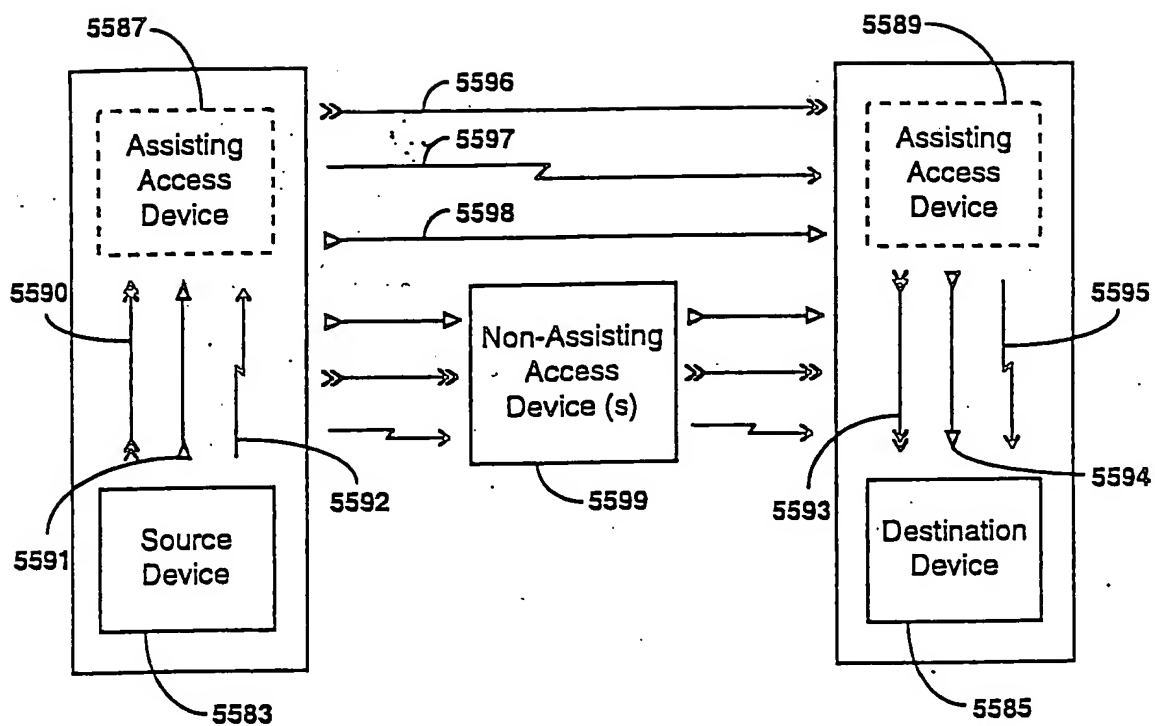 5587
5589
5596
5597
5598
Assisting
Access
Device
Assisting
Access
Device
5590
5595
Non-Assisting
Access
Device (s)
5599
5591
5592
5593
5594
Source
Device
Destination
Device
5583
5585